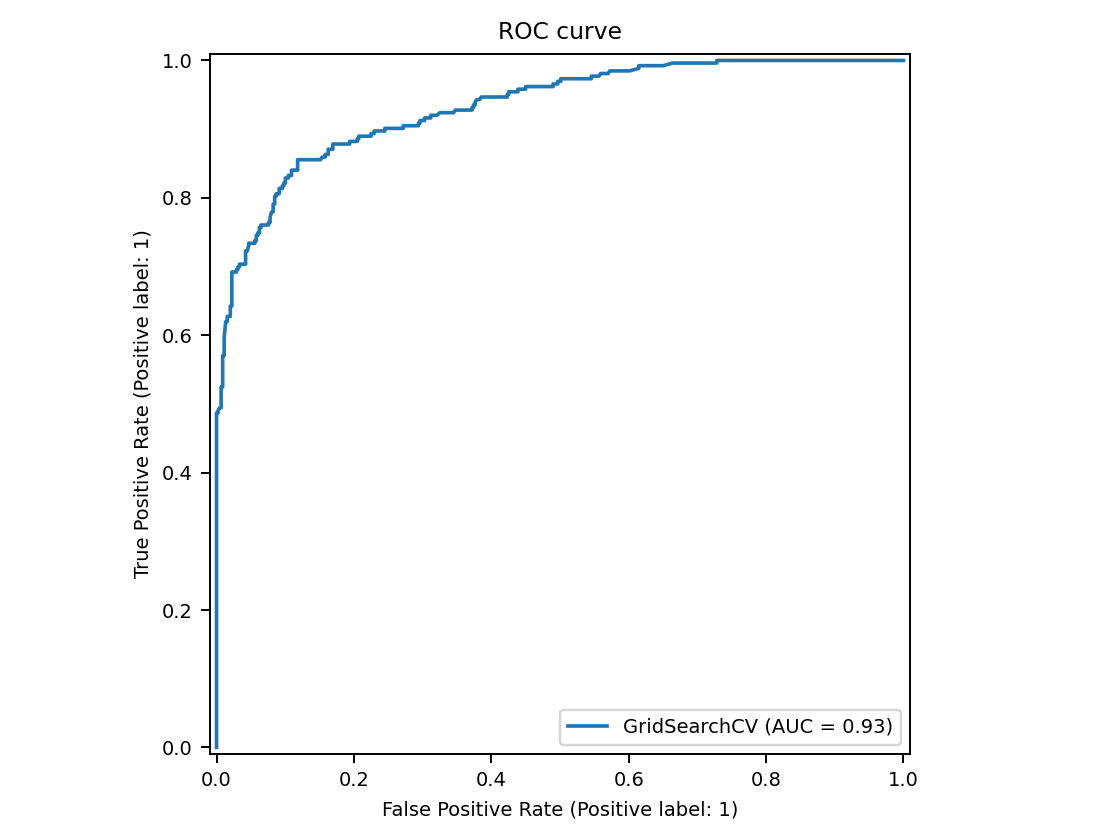 ROC curve
True Positive Rate (Positive label: 1)
1.0
0.8
0.6
0.4
0.2
0.0
GridSearchCV (AUC = 0.93)
0.0 0.2 0.4 0.6 0.8 1.0
False Positive Rate (Positive label: 1)